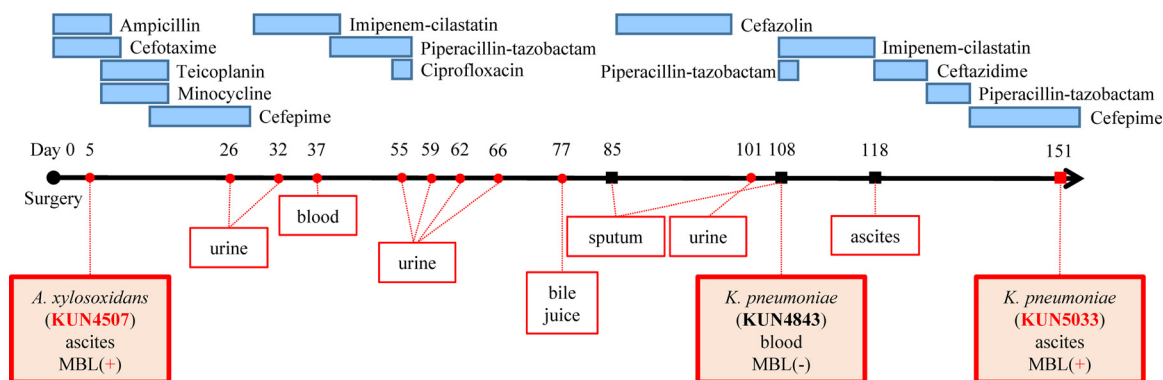 Ampicillin
Cefotaxime
Teicoplanin
Minocycline
Cefepime
Imipenem-cilastatin
Piperacillin-tazobactam
Ciprofloxacin
Cefazolin
Piperacillin-tazobactam
Imipenem-cilastatin
Ceftazidime
Piperacillin-tazobactam
Cefepime
Day 0 5 26 32 37 55 59 62 66 77 85 101 108 118 151
Surgery
urine
blood
urine
bile
juice
sputum
urine
ascites
A. xylosoxidans
(KUN4507)
ascites
MBL(+)
K. pneumoniae
(KUN4843)
blood
MBL(-)
K. pneumoniae
(KUN5033)
ascites
MBL(+)